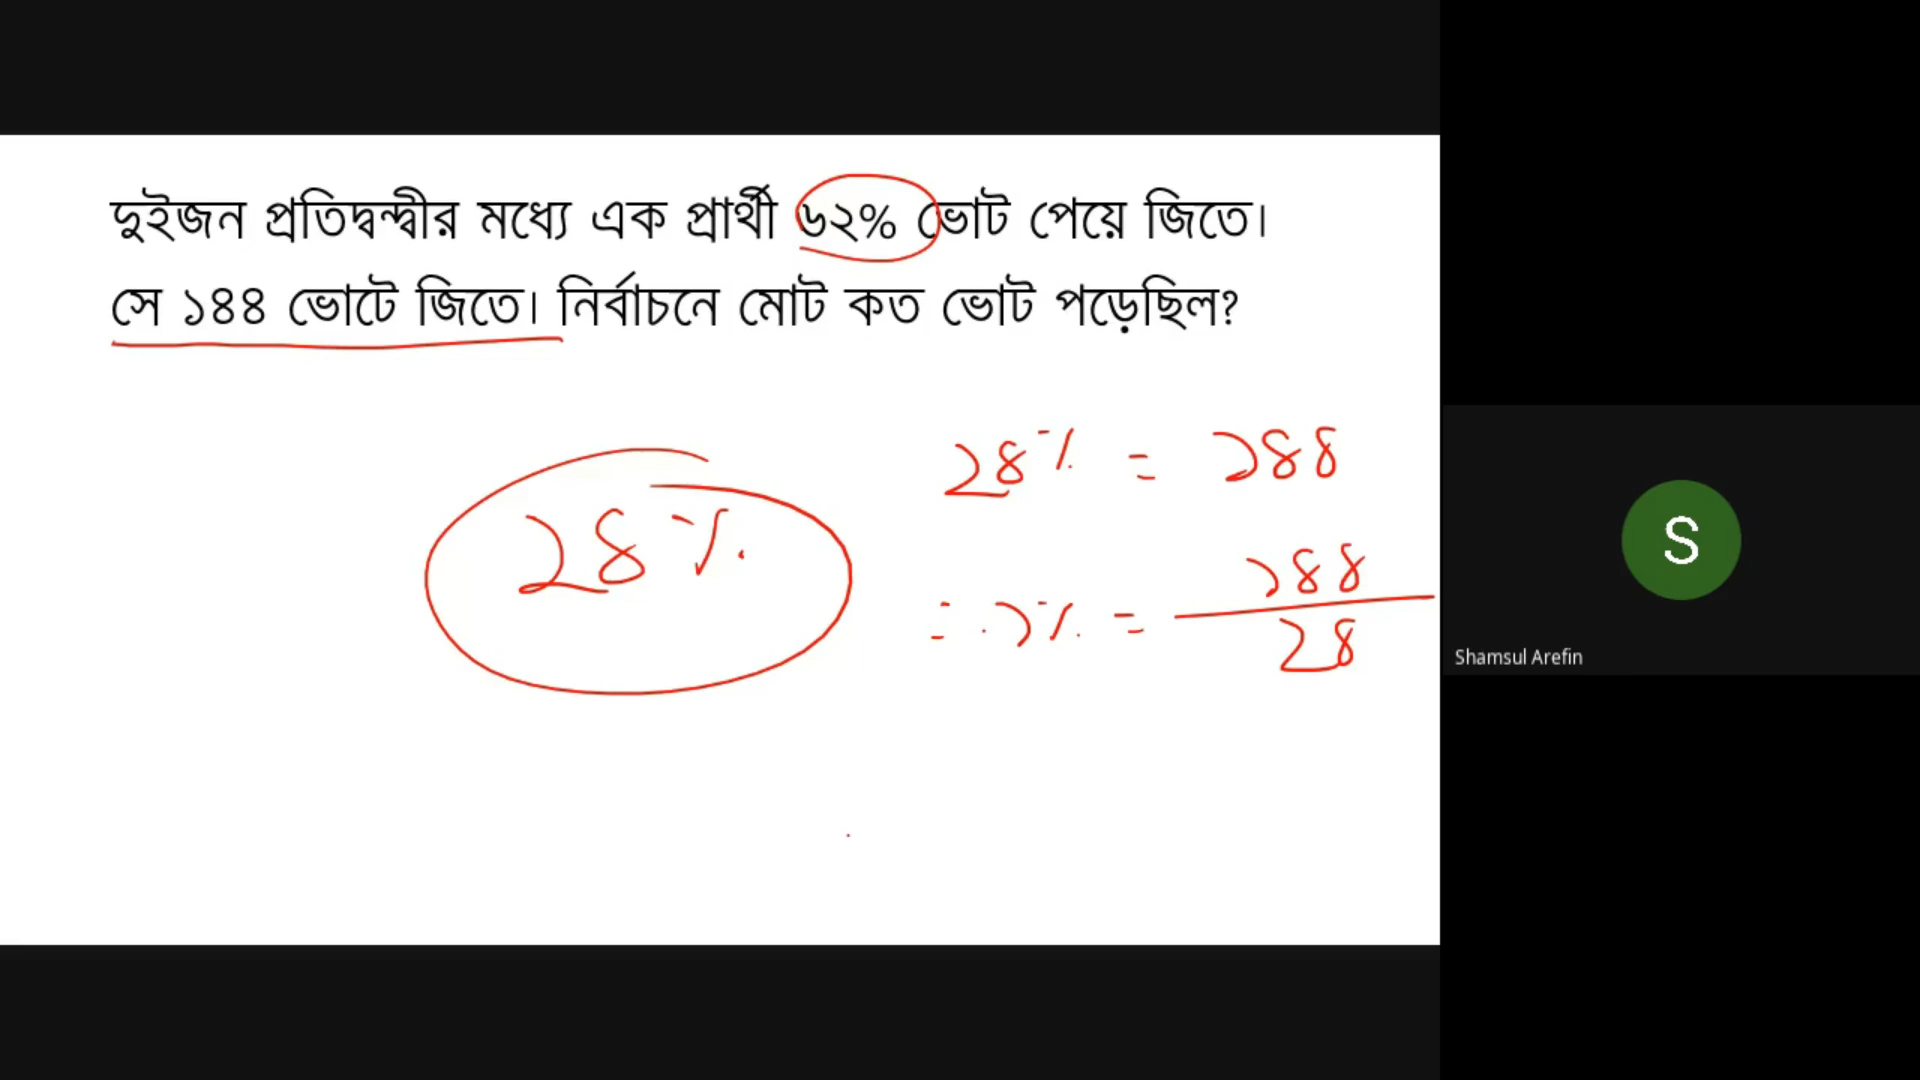 দুইজন প্রতিদ্বন্দ্বীর মধ্যে এক প্রার্থী ৬২% ভোট পেয়ে জিতে।
সে ১৪৪ ভোটে জিতে। নির্বাচনে মোট কত ভোট পড়েছিল?
২৪% = ১৪৪
২৪%
∴ ১% = ১৪৪
২৪
S
Shamsul Arefin